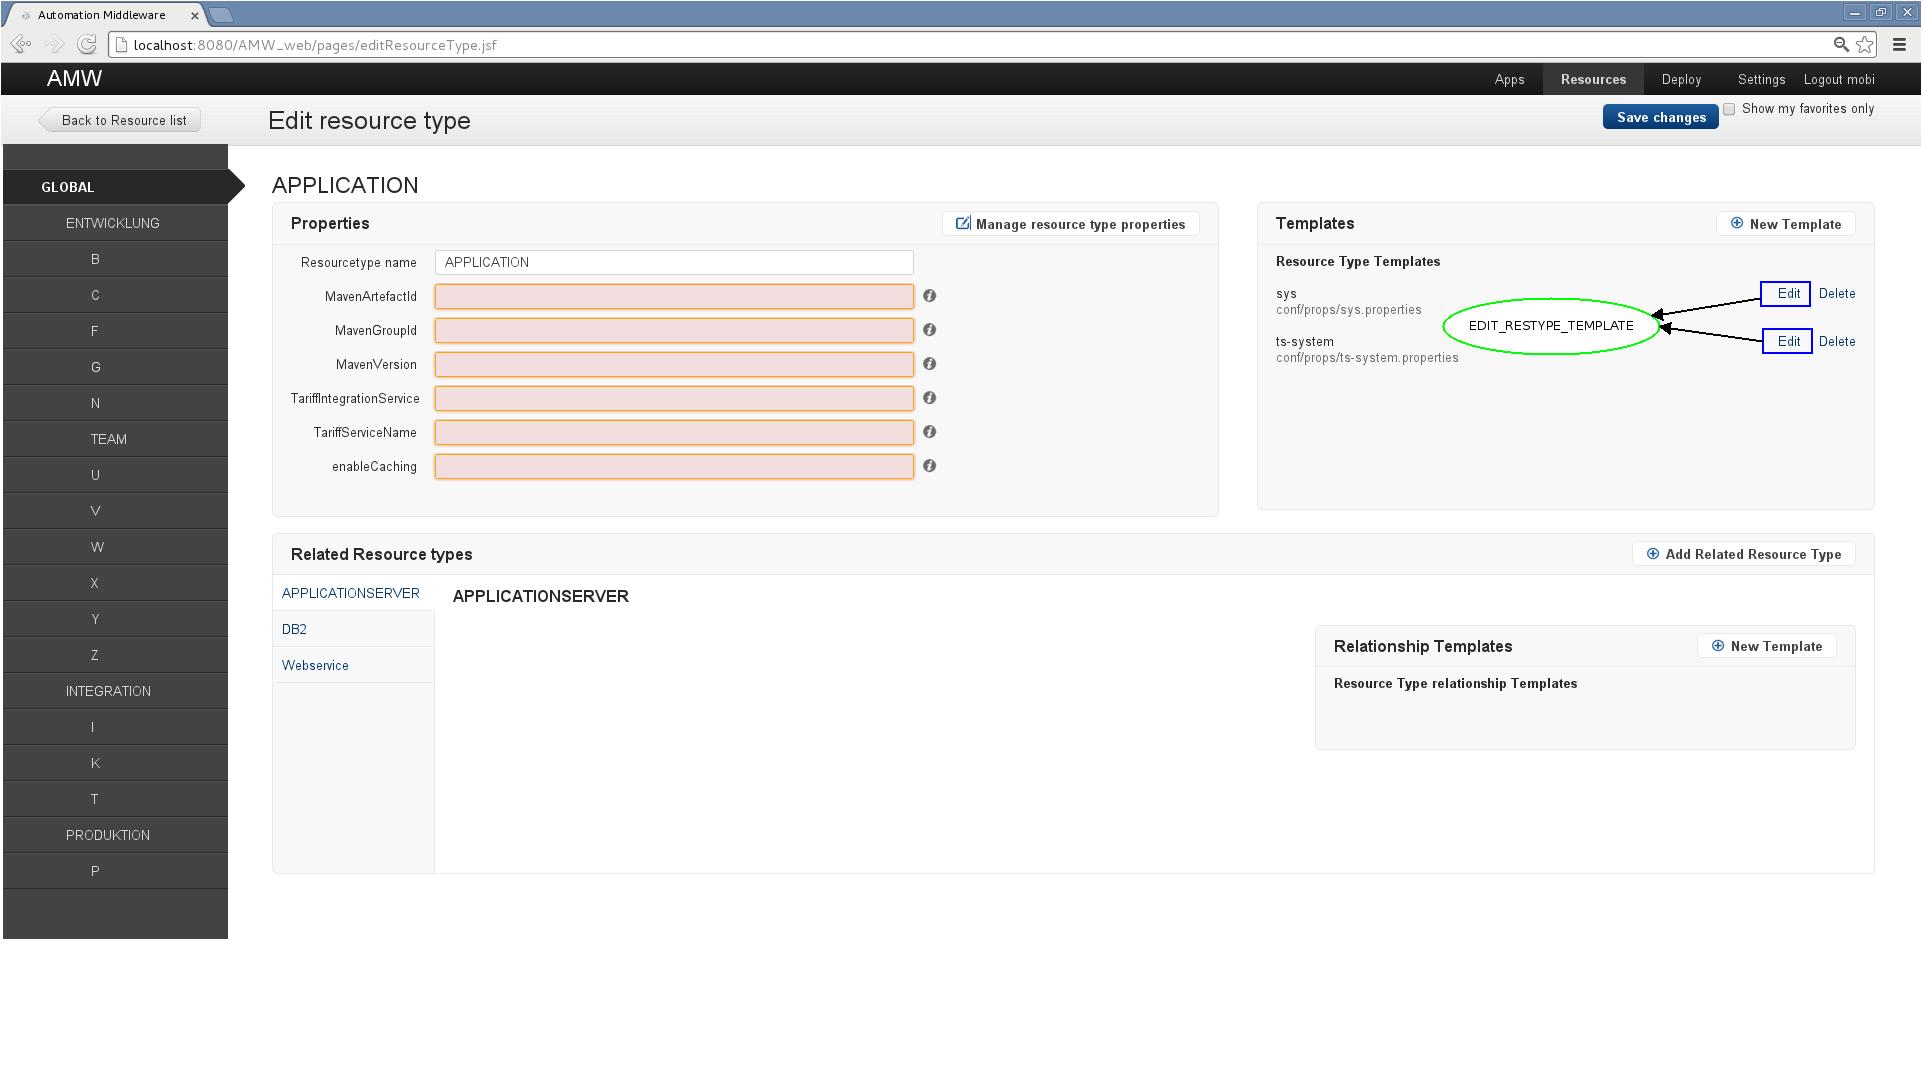 Automation Middleware
localhost:8080/AMW_web/pages/editResourceType.jsf
AMW
Apps
Resources
Deploy
Settings
Logout mobi
Back to Resource list
Edit resource type
Save changes
Show my favorites only
GLOBAL
ENTWICKLUNG
B
C
F
G
N
TEAM
U
V
W
X
Y
Z
INTEGRATION
I
K
T
PRODUKTION
P
APPLICATION
Properties
Manage resource type properties
Resourcetype name
APPLICATION
MavenArtefactId
MavenGroupId
MavenVersion
TariffIntegrationService
TariffServiceName
enableCaching
Templates
New Template
Resource Type Templates
sys
conf/props/sys.properties
Edit
Delete
EDIT_RESTYPE_TEMPLATE
ts-system
conf/props/ts-system.properties
Edit
Delete
Related Resource types
Add Related Resource Type
APPLICATIONSERVER
DB2
Webservice
APPLICATIONSERVER
Relationship Templates
New Template
Resource Type relationship Templates